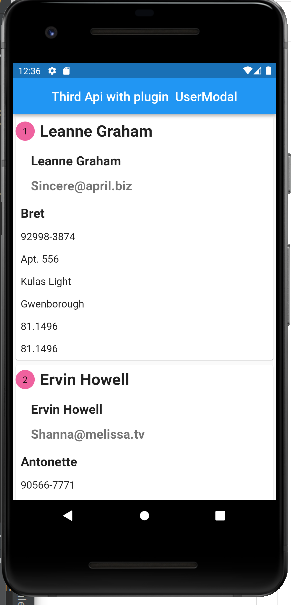 12:36
Third Api with plugin UserModal
1 Leanne Graham
Leanne Graham
Sincere@april.biz
Bret
92998-3874
Apt. 556
Kulas Light
Gwenborough
81.1496
81.1496
2 Ervin Howell
Ervin Howell
Shanna@melissa.tv
Antonette
90566-7771